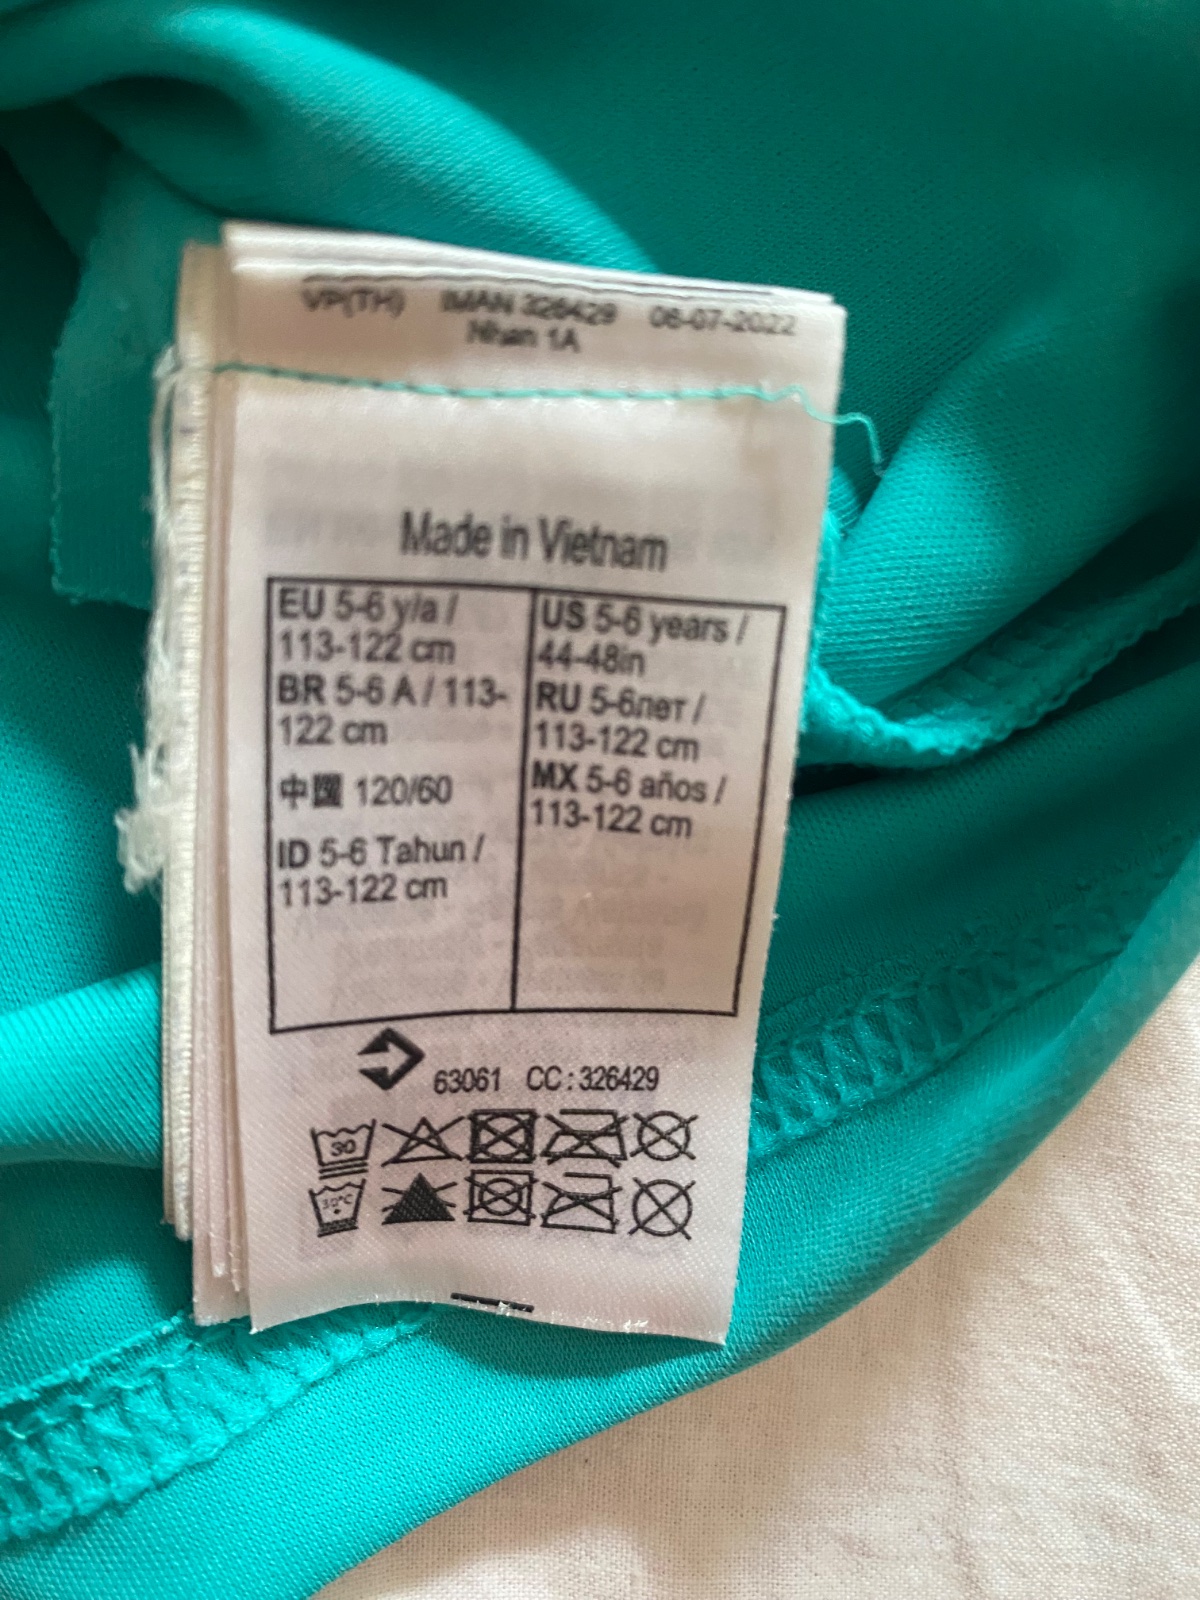 VP(TH) IMAN 326429 06-07-2022
Nhan 1A
Made in Vietnam
EU 5-6 y/a /
113-122 cm
BR 5-6 A / 113-
122 cm
中國 120/60
ID 5-6 Tahun /
113-122 cm
US 5-6 years /
44-48in
RU 5-6лет /
113-122 cm
MX 5-6 años /
113-122 cm
63061 CC : 326429
30
30°C